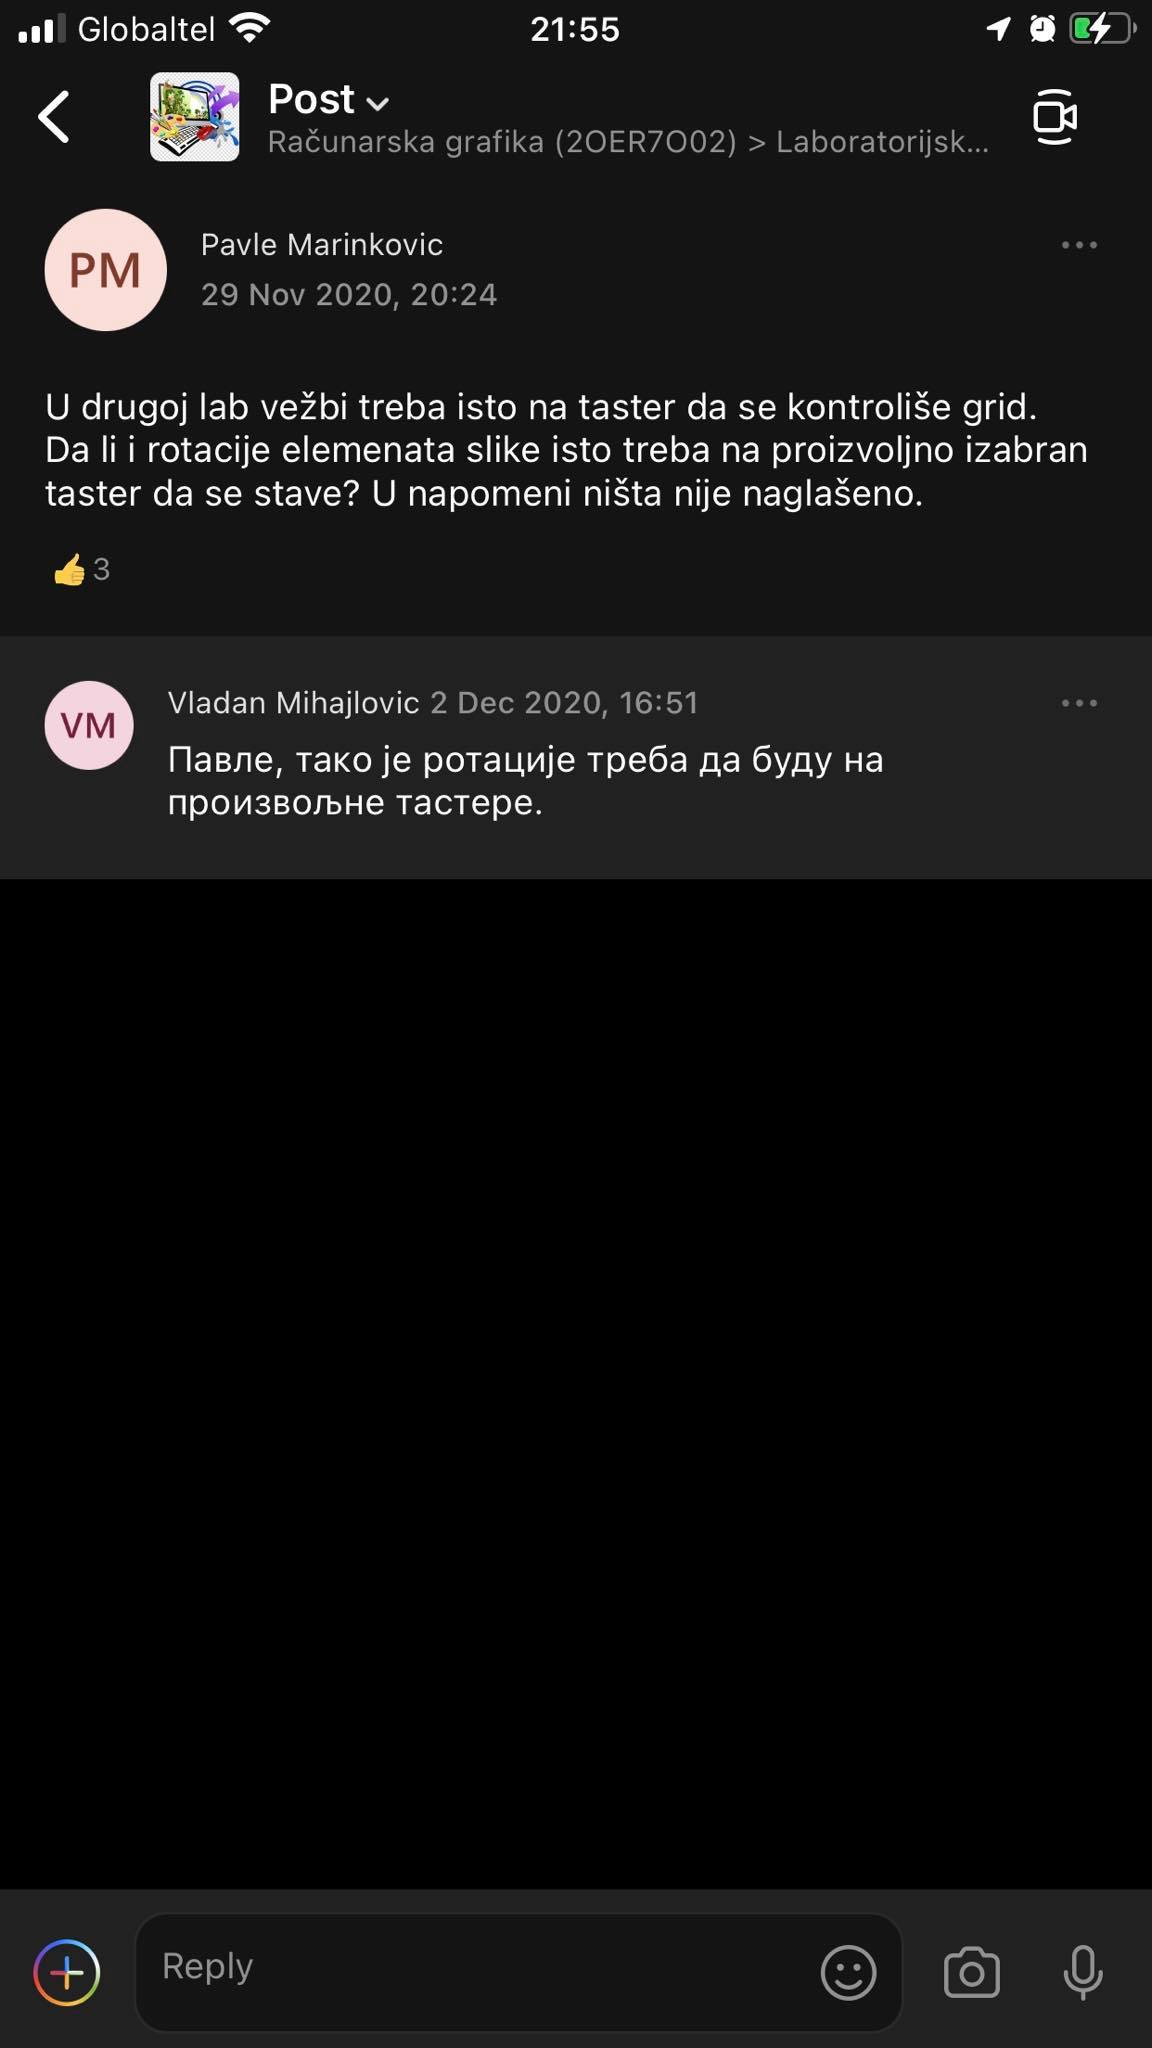 Globaltel 21:55
Post
Računarska grafika (2OER7O02) > Laboratorijsk...
PM
Pavle Marinkovic
29 Nov 2020, 20:24
U drugoj lab vežbi treba isto na taster da se kontroliše grid.
Da li i rotacije elemenata slike isto treba na proizvoljno izabran
taster da se stave? U napomeni ništa nije naglašeno.
👍 3
VM
Vladan Mihajlovic 2 Dec 2020, 16:51
Павле, тако је ротације треба да буду на
произвољне тастере.
Reply